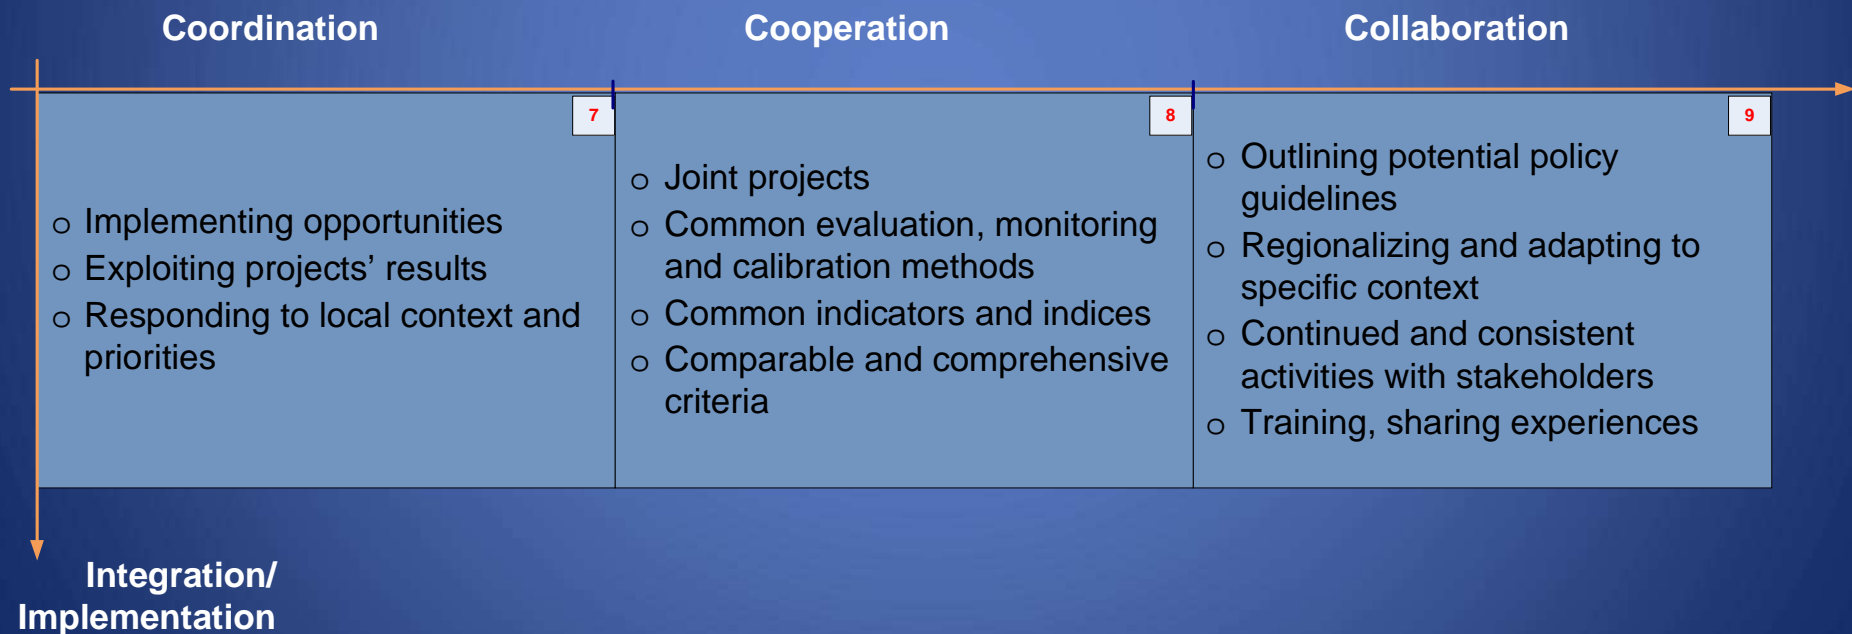 Coordination
Cooperation
Collaboration
7
o Implementing opportunities
o Exploiting projects’ results
o Responding to local context and
priorities
8
o Joint projects
o Common evaluation, monitoring
and calibration methods
o Common indicators and indices
o Comparable and comprehensive
criteria
9
o Outlining potential policy
guidelines
o Regionalizing and adapting to
specific context
o Continued and consistent
activities with stakeholders
o Training, sharing experiences
Integration/
Implementation